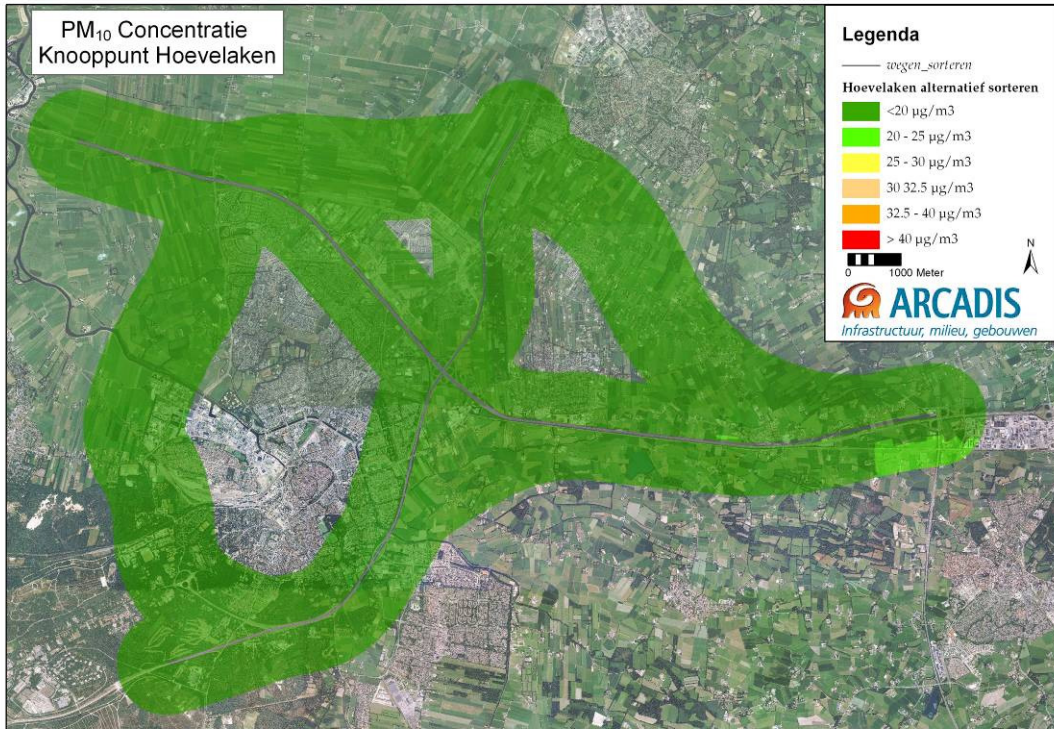 PM₁₀ Concentratie
Knooppunt Hoevelaken
Legenda
wegen_sorteren
Hoevelaken alternatief sorteren
<20 µg/m3
20 - 25 µg/m3
25 - 30 µg/m3
30 32.5 µg/m3
32.5 - 40 µg/m3
> 40 µg/m3
N
0 1000 Meter
ARCADIS
Infrastructuur, milieu, gebouwen